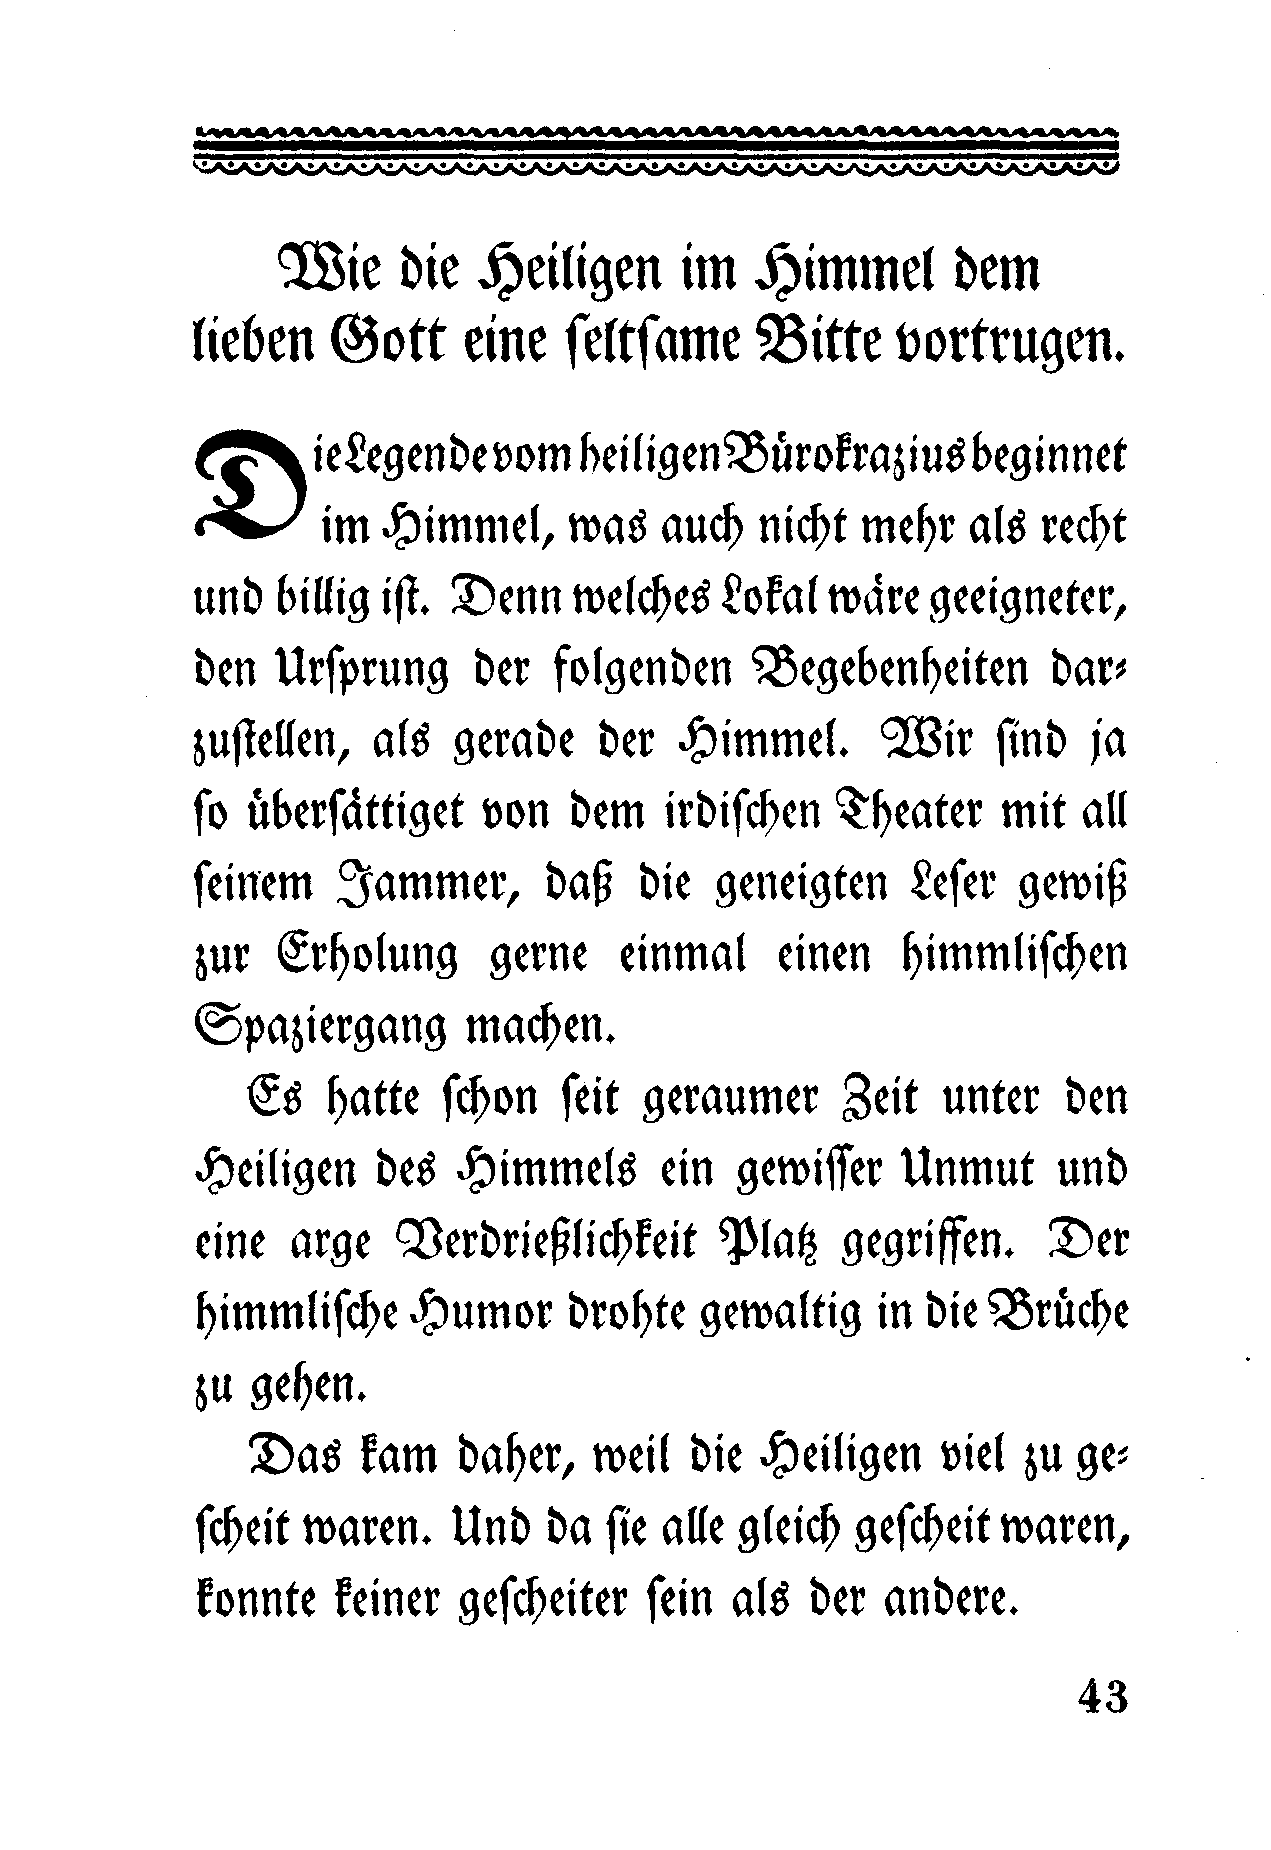 Wie die Heiligen im Himmel dem
lieben Gott eine ſeltſame Bitte vortrugen.
Die Legende vom heiligen Bürokrazius beginnet
im Himmel, was auch nicht mehr als recht
und billig iſt. Denn welches Lokal wäre geeigneter,
den Urſprung der folgenden Begebenheiten dar⸗
zuſtellen, als gerade der Himmel. Wir ſind ja
ſo überſättiget von dem irdiſchen Theater mit all
ſeinem Jammer, daß die geneigten Leſer gewiß
zur Erholung gerne einmal einen himmliſchen
Spaziergang machen.
Es hatte ſchon ſeit geraumer Zeit unter den
Heiligen des Himmels ein gewiſſer Unmut und
eine arge Verdrießlichkeit Platz gegriffen. Der
himmliſche Humor drohte gewaltig in die Brüche
zu gehen.
Das kam daher, weil die Heiligen viel zu ge⸗
ſcheit waren. Und da ſie alle gleich geſcheit waren,
konnte keiner geſcheiter ſein als der andere.
43